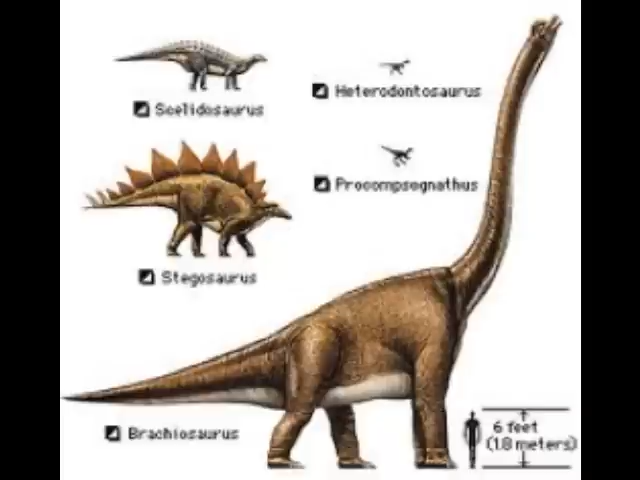 Scelidosaurus
Heterodontosaurus
Procompsognathus
Stegosaurus
Brachiosaurus
6 feet
(1.8 meters)